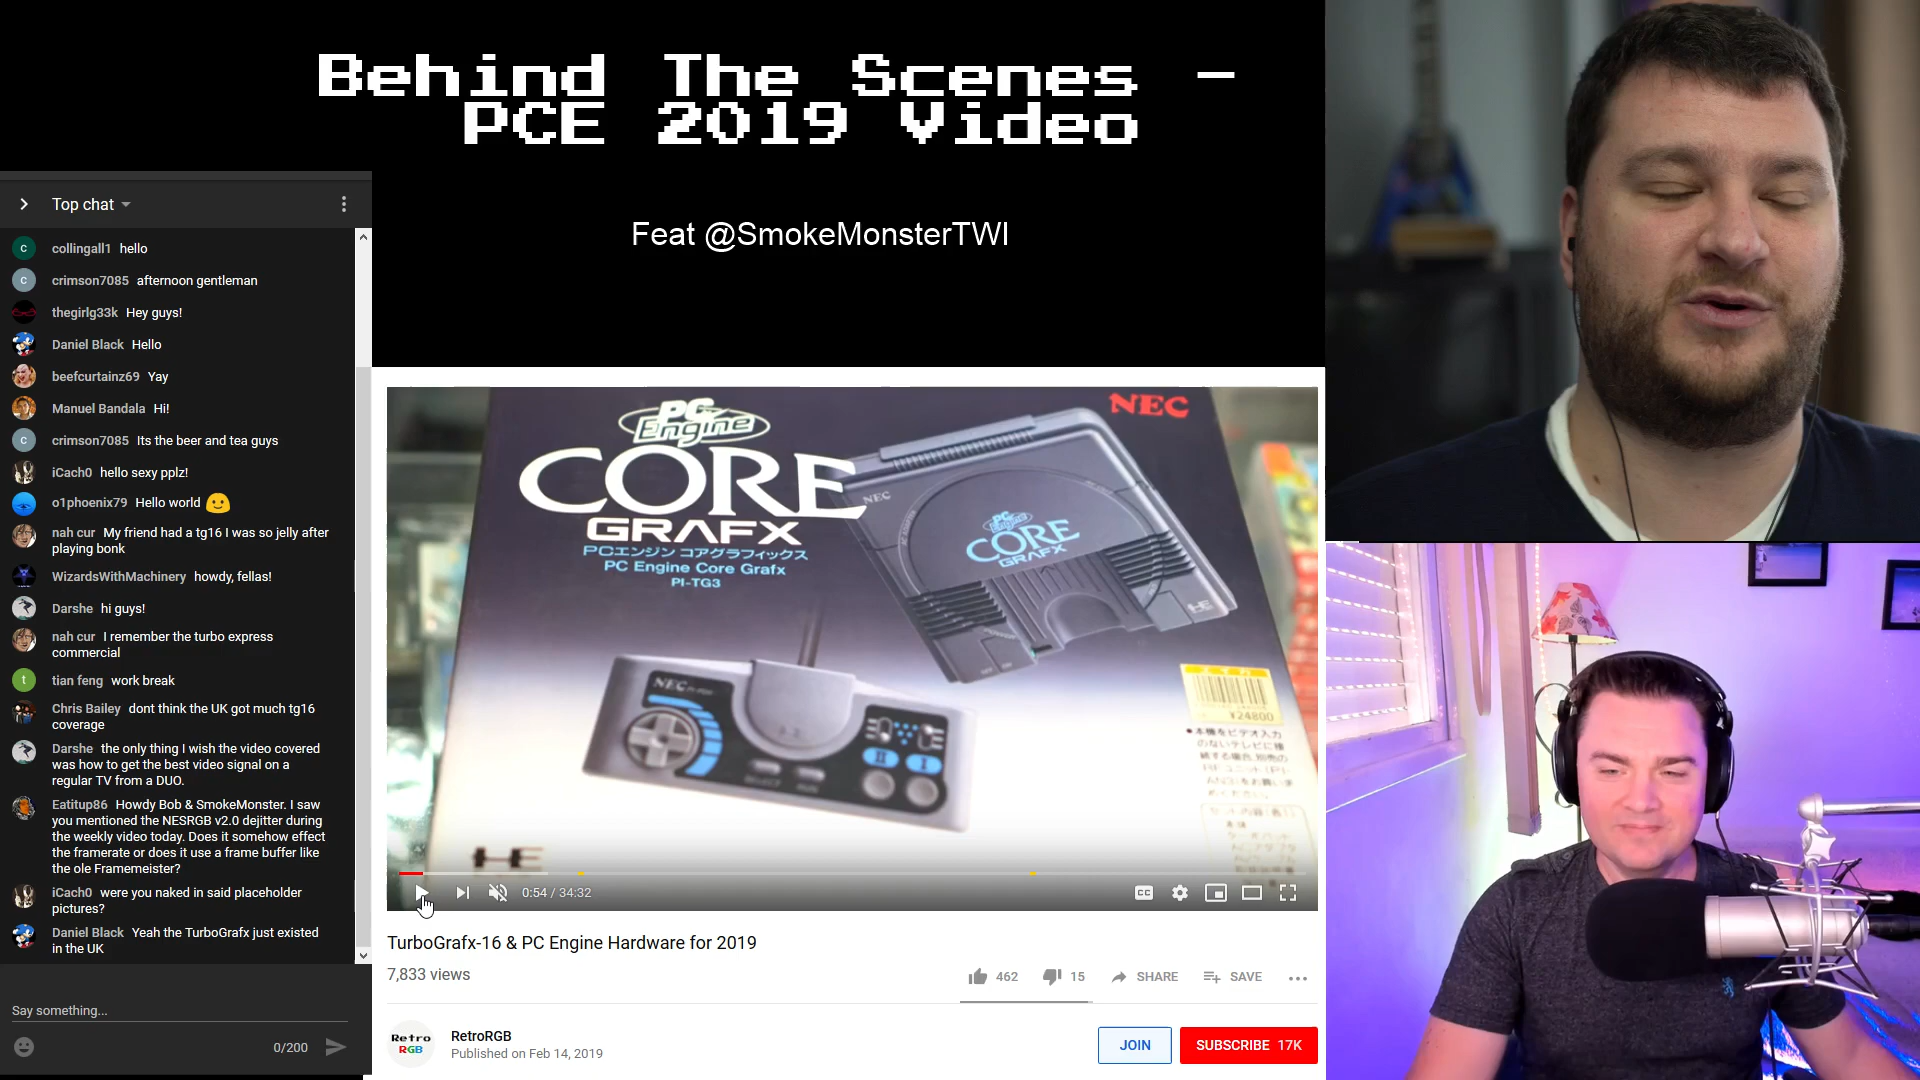 Behind The Scenes -
PCE 2019 Video
Feat @SmokeMonsterTWI
Top chat
collingall1 hello
crimson7085 afternoon gentleman
thegirlg33k Hey guys!
Daniel Black Hello
beefcurtainz69 Yay
Manuel Bandala Hi!
crimson7085 Its the beer and tea guys
iCach0 hello sexy pplz!
o1phoenix79 Hello world
nah cur My friend had a tg16 I was so jelly after
playing bonk
WizardsWithMachinery howdy, fellas!
Darshe hi guys!
nah cur I remember the turbo express
commercial
t
tian feng work break
Chris Bailey dont think the UK got much tg16
coverage
Darshe the only thing I wish the video covered
was how to get the best video signal on a
regular TV from a DUO.
Eatitup86 Howdy Bob & SmokeMonster. I saw
you mentioned the NESRGB v2.0 dejitter during
the weekly video today. Does it somehow effect
the framerate or does it use a frame buffer like
the ole Framemeister?
iCach0 were you naked in said placeholder
pictures?
Daniel Black Yeah the TurboGrafx just existed
in the UK
Say something...
0/200
NEC
PC
Engine
CORE
GRAFX
PCエンジン コアグラフィックス
PC Engine Core Grafx
PI-TG3
NEC
PC
Engine
CORE
GRAFX
NEC
II I
¥24800
0:54 / 34:32
CC
TurboGrafx-16 & PC Engine Hardware for 2019
7,833 views
462 15 SHARE SAVE
Retro
RGB
RetroRGB
Published on Feb 14, 2019
JOIN
SUBSCRIBE 17K